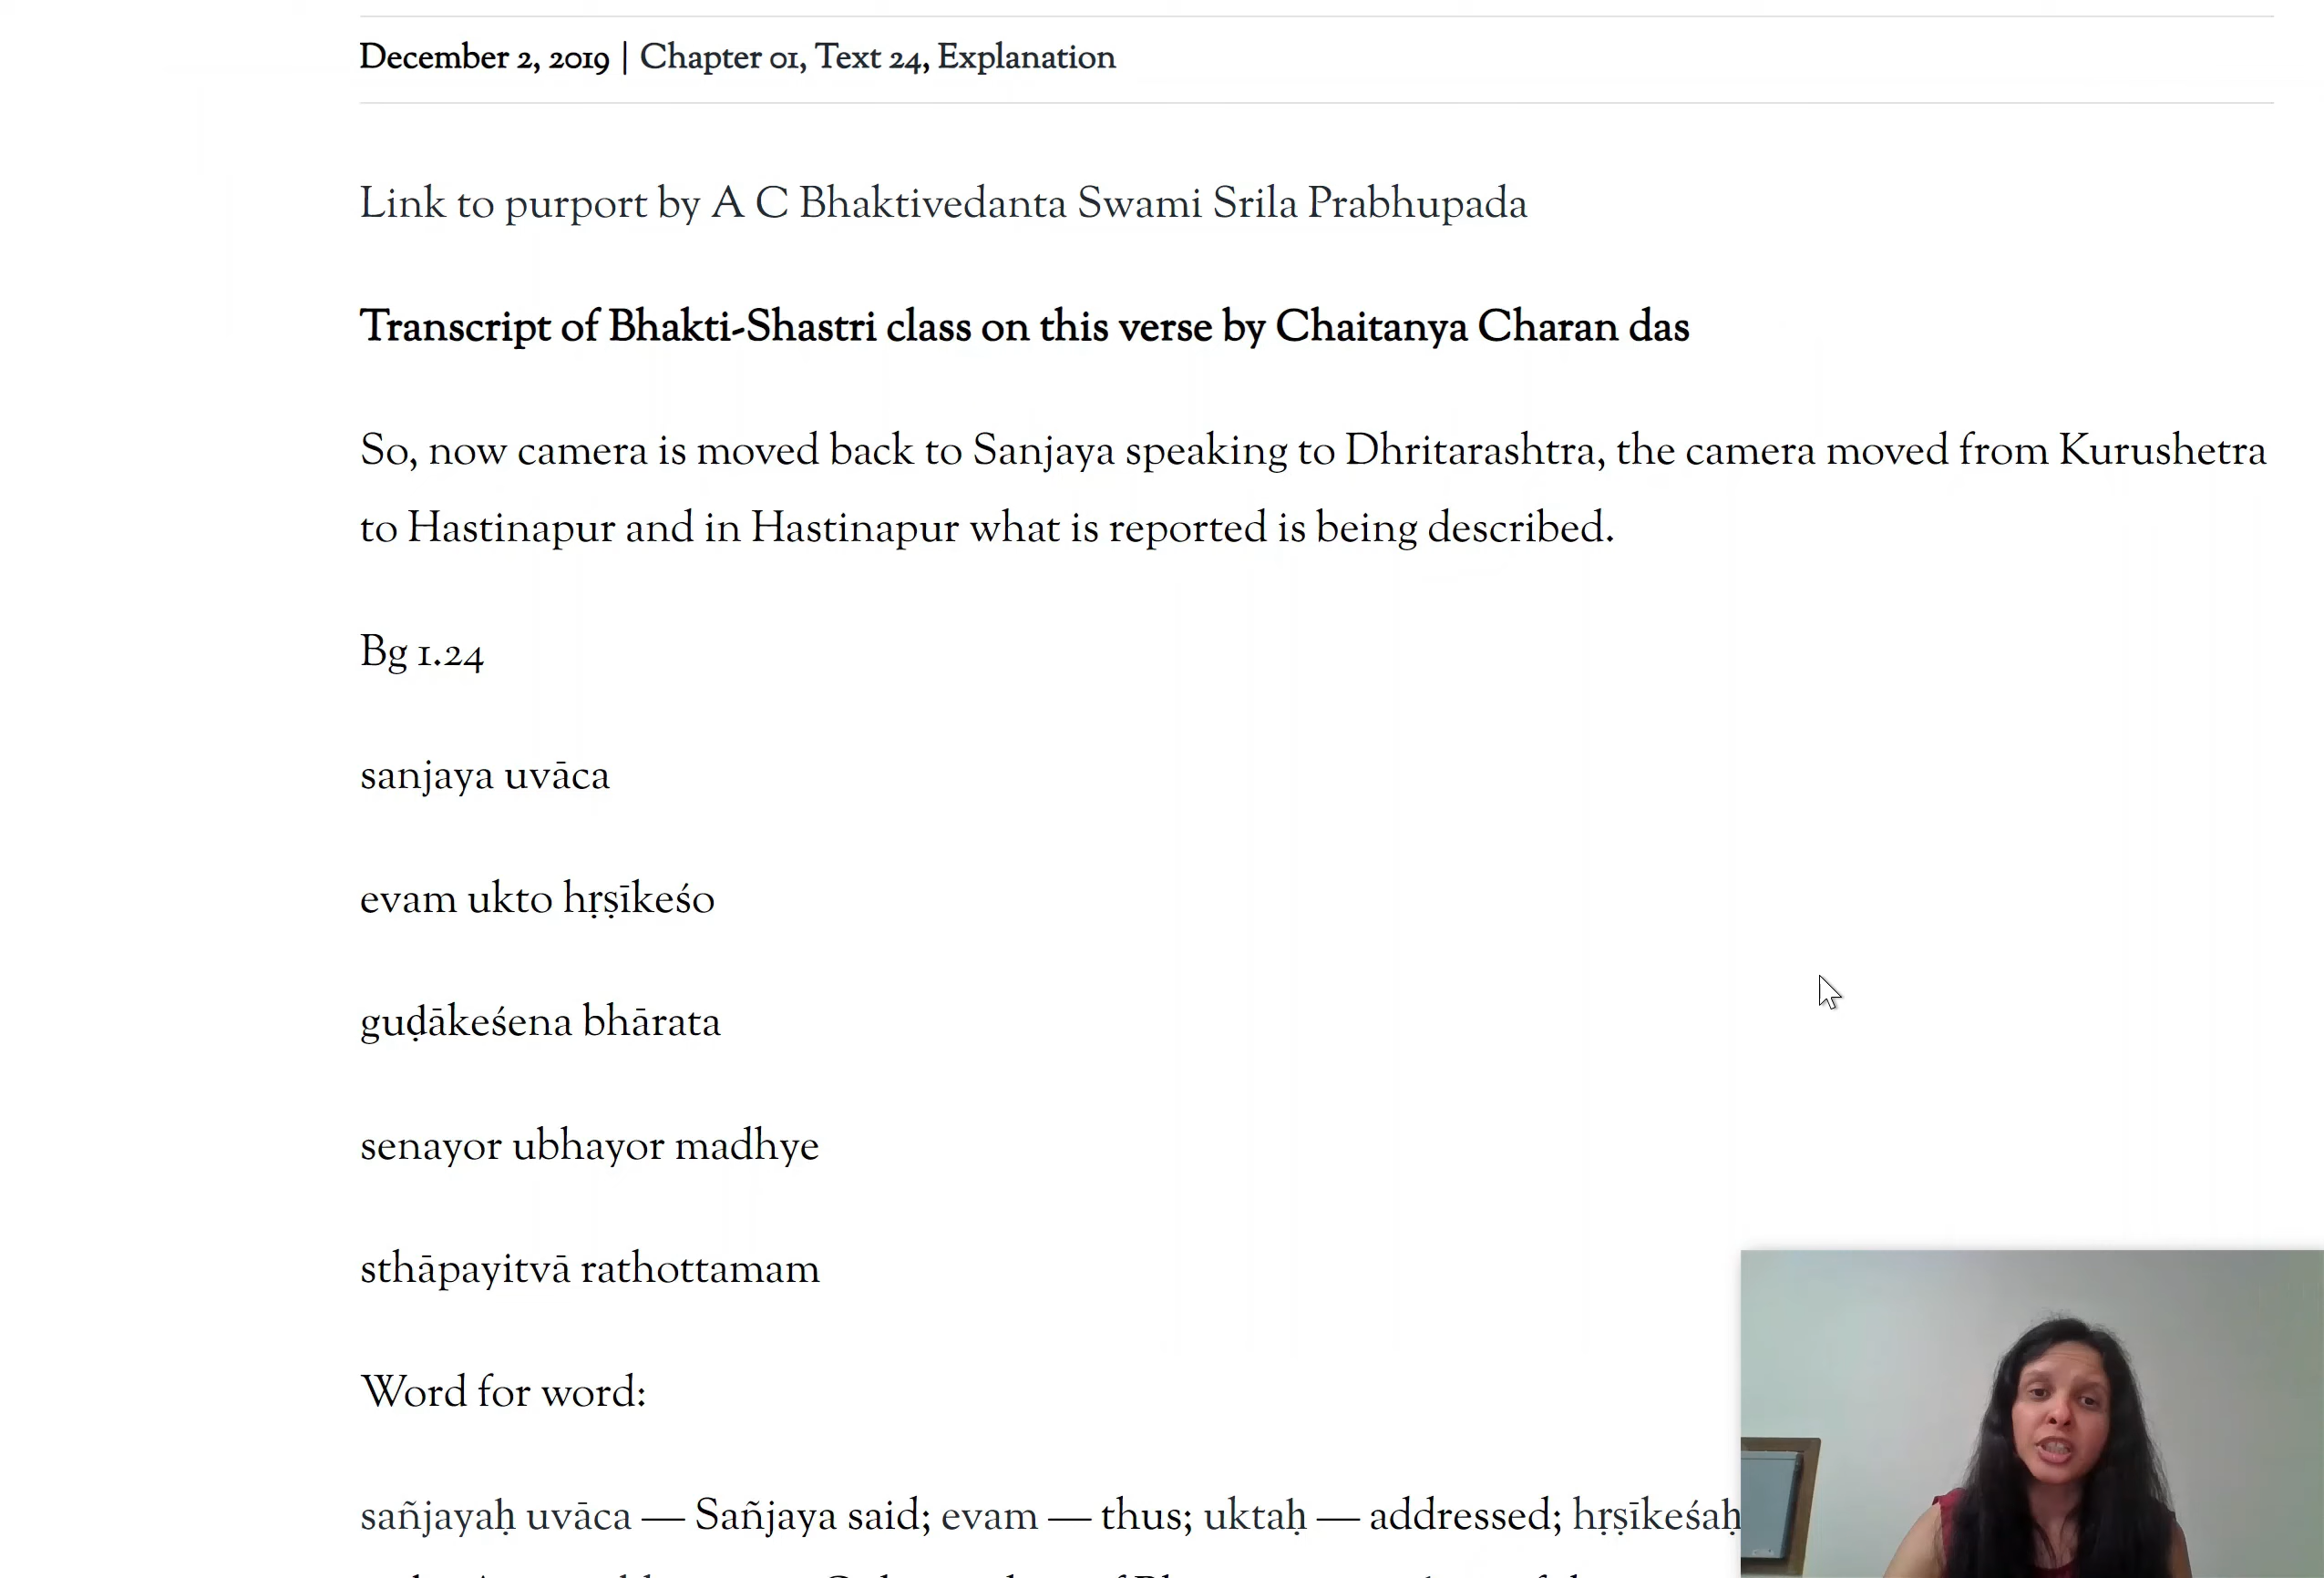 December 2, 2019 | Chapter 01, Text 24, Explanation
Link to purport by A C Bhaktivedanta Swami Srila Prabhupada
Transcript of Bhakti-Shastri class on this verse by Chaitanya Charan das
So, now camera is moved back to Sanjaya speaking to Dhritarashtra, the camera moved from Kurushetra
to Hastinapur and in Hastinapur what is reported is being described.
Bg 1.24
sanjaya uvāca
evam ukto hṛṣīkeśo
guḍākeśena bhārata
senayor ubhayor madhye
sthāpayitvā rathottamam
Word for word:
sañjayaḥ uvāca — Sañjaya said; evam — thus; uktaḥ — addressed; hṛṣīkeśaḥ